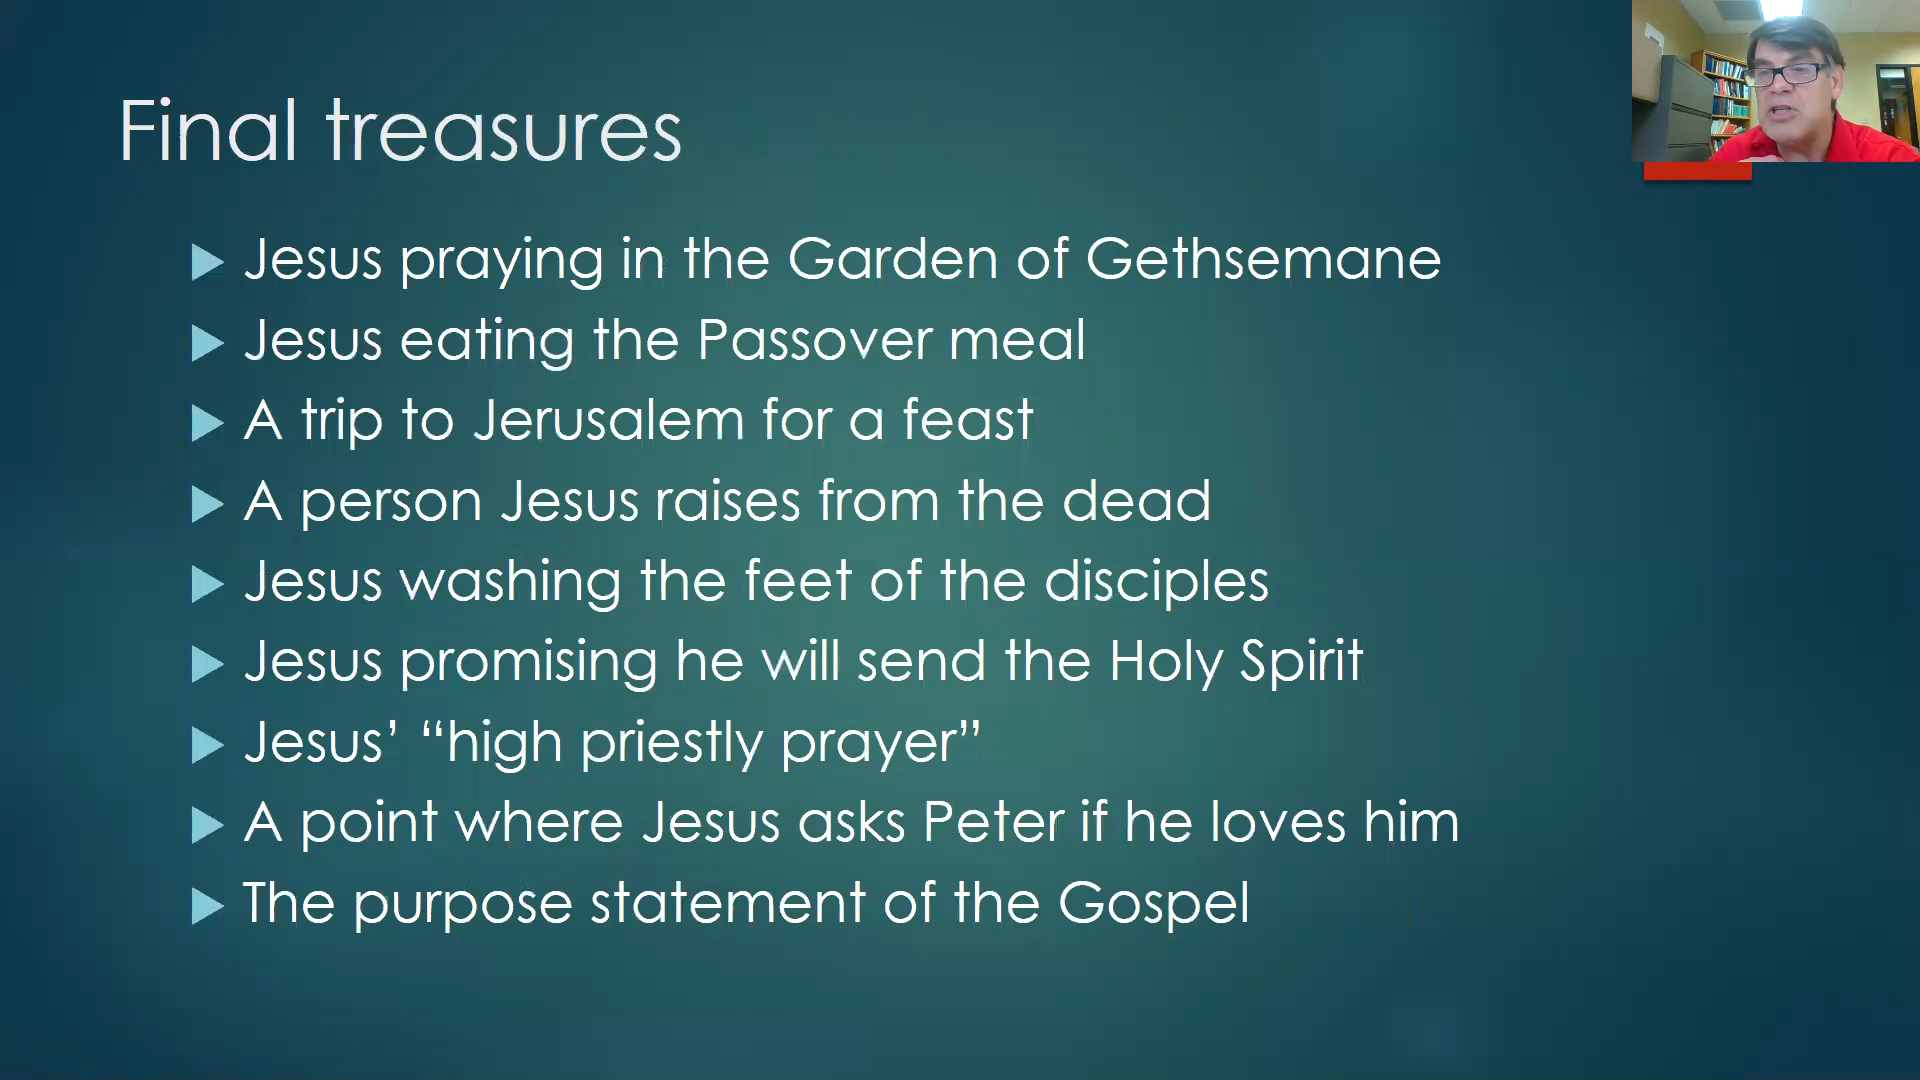 Final treasures
Jesus praying in the Garden of Gethsemane
Jesus eating the Passover meal
A trip to Jerusalem for a feast
A person Jesus raises from the dead
Jesus washing the feet of the disciples
Jesus promising he will send the Holy Spirit
Jesus’ “high priestly prayer”
A point where Jesus asks Peter if he loves him
The purpose statement of the Gospel